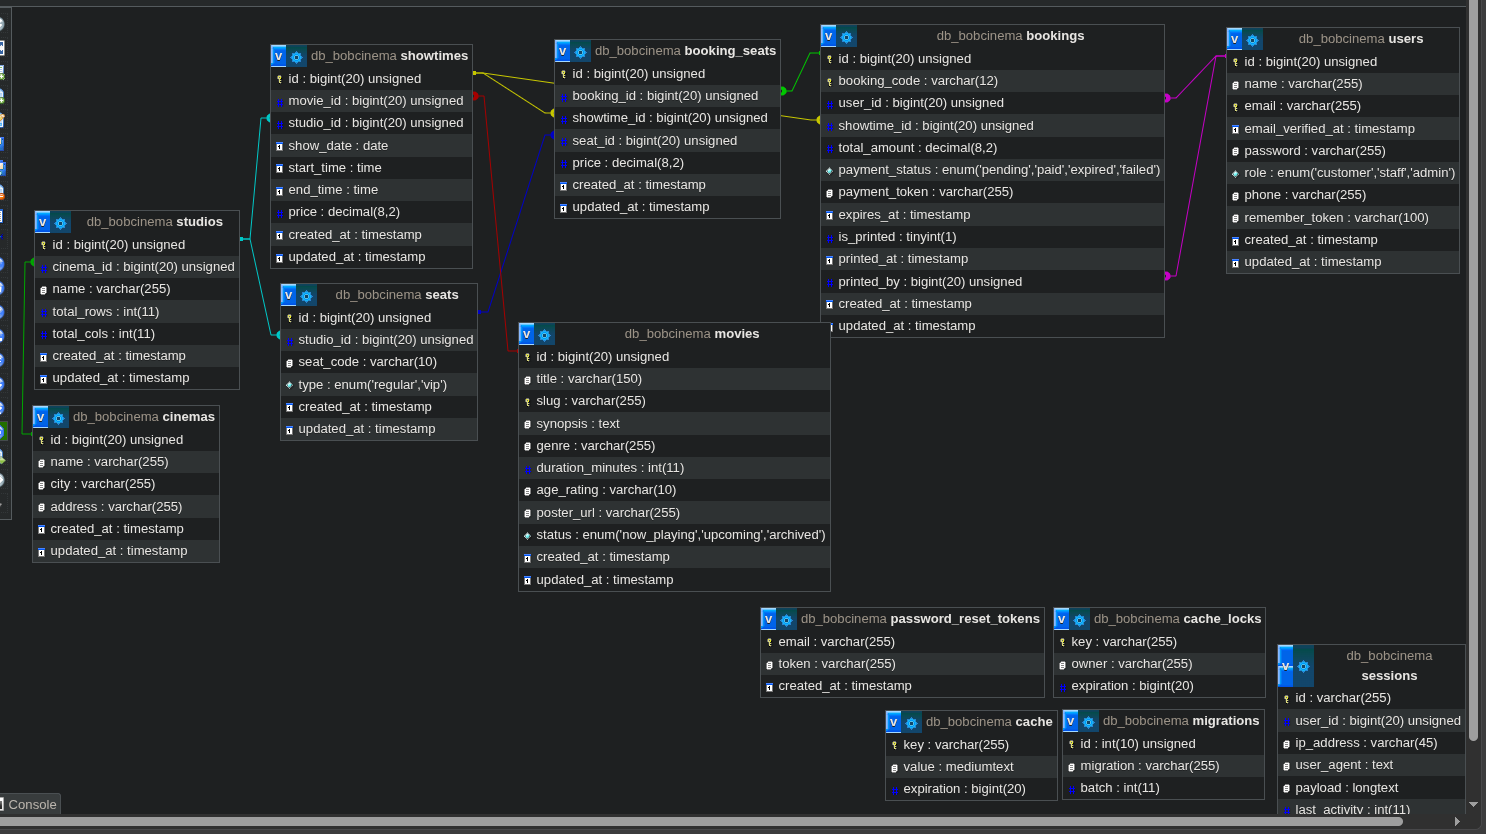 db_bobcinema showtimes
id : bigint(20) unsigned
movie_id : bigint(20) unsigned
studio_id : bigint(20) unsigned
show_date : date
start_time : time
end_time : time
price : decimal(8,2)
created_at : timestamp
updated_at : timestamp
db_bobcinema booking_seats
id : bigint(20) unsigned
booking_id : bigint(20) unsigned
showtime_id : bigint(20) unsigned
seat_id : bigint(20) unsigned
price : decimal(8,2)
created_at : timestamp
updated_at : timestamp
db_bobcinema bookings
id : bigint(20) unsigned
booking_code : varchar(12)
user_id : bigint(20) unsigned
showtime_id : bigint(20) unsigned
total_amount : decimal(8,2)
payment_status : enum('pending','paid','expired','failed')
payment_token : varchar(255)
expires_at : timestamp
is_printed : tinyint(1)
printed_at : timestamp
printed_by : bigint(20) unsigned
created_at : timestamp
updated_at : timestamp
db_bobcinema users
id : bigint(20) unsigned
name : varchar(255)
email : varchar(255)
email_verified_at : timestamp
password : varchar(255)
role : enum('customer','staff','admin')
phone : varchar(255)
remember_token : varchar(100)
created_at : timestamp
updated_at : timestamp
db_bobcinema studios
id : bigint(20) unsigned
cinema_id : bigint(20) unsigned
name : varchar(255)
total_rows : int(11)
total_cols : int(11)
created_at : timestamp
updated_at : timestamp
db_bobcinema seats
id : bigint(20) unsigned
studio_id : bigint(20) unsigned
seat_code : varchar(10)
type : enum('regular','vip')
created_at : timestamp
updated_at : timestamp
db_bobcinema movies
id : bigint(20) unsigned
title : varchar(150)
slug : varchar(255)
synopsis : text
genre : varchar(255)
duration_minutes : int(11)
age_rating : varchar(10)
poster_url : varchar(255)
status : enum('now_playing','upcoming','archived')
created_at : timestamp
updated_at : timestamp
db_bobcinema cinemas
id : bigint(20) unsigned
name : varchar(255)
city : varchar(255)
address : varchar(255)
created_at : timestamp
updated_at : timestamp
db_bobcinema password_reset_tokens
email : varchar(255)
token : varchar(255)
created_at : timestamp
db_bobcinema cache_locks
key : varchar(255)
owner : varchar(255)
expiration : bigint(20)
db_bobcinema
sessions
id : varchar(255)
user_id : bigint(20) unsigned
ip_address : varchar(45)
user_agent : text
payload : longtext
last_activity : int(11)
db_bobcinema cache
key : varchar(255)
value : mediumtext
expiration : bigint(20)
db_bobcinema migrations
id : int(10) unsigned
migration : varchar(255)
batch : int(11)
Console